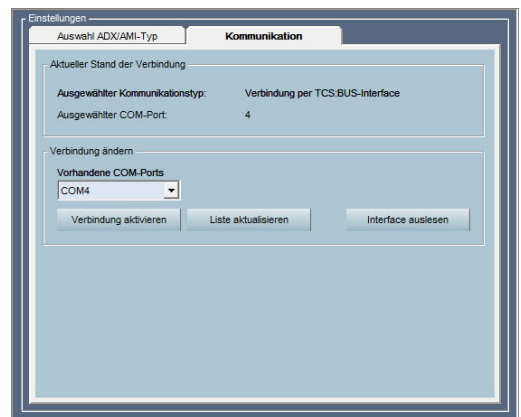 Einstellungen
Auswahl ADX/AMI-Typ
Kommunikation
Aktueller Stand der Verbindung
Ausgewählter Kommunikationstyp: Verbindung per TCS:BUS-Interface
Ausgewählter COM-Port: 4
Verbindung ändern
Vorhandene COM-Ports
COM4
Verbindung aktivieren Liste aktualisieren Interface auslesen